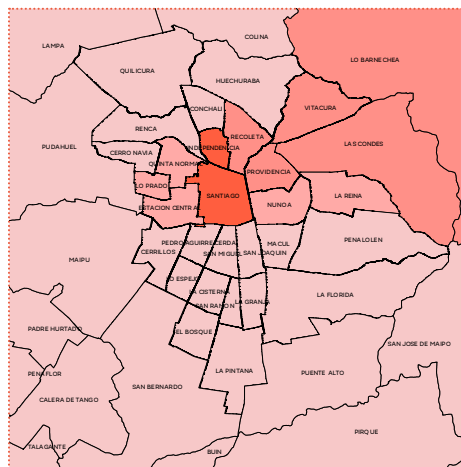 COLINA
LAMPA
LO BARNECHEA
QUILICURA
HUECHURABA
VITACURA
CONCHALI
RENCA
RECOLETA
LAS CONDES
PUDAHUEL
INDEPENDENCIA
CERRO NAVIA
QUINTA NORMAL
PROVIDENCIA
LO PRADO
SANTIAGO
LA REINA
NUNOA
ESTACION CENTRAL
PENALOLEN
PEDRO AGUIRRE CERDA
MACUL
CERRILLOS
SAN MIGUEL
SAN JOAQUIN
MAIPU
LO ESPEJO
LA CISTERNA
LA FLORIDA
LA GRANJA
SAN RAMON
PADRE HURTADO
EL BOSQUE
SAN JOSE DE MAIPO
LA PINTANA
PUENTE ALTO
PENAFLOR
SAN BERNARDO
CALERA DE TANGO
PIRQUE
TALAGANTE
BUIN